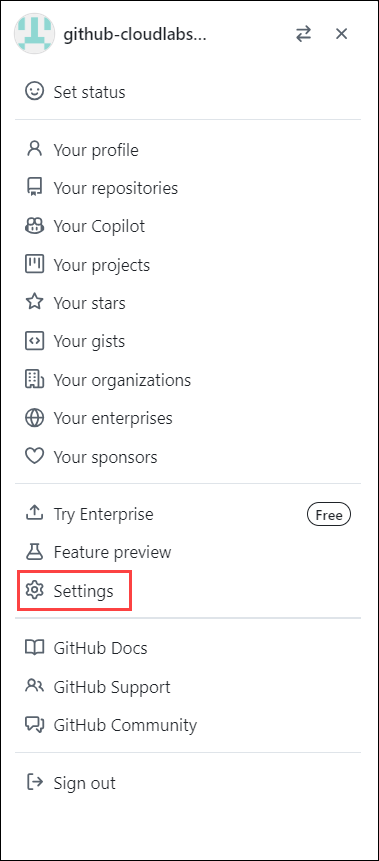 github-cloudlabs...
Set status
Your profile
Your repositories
Your Copilot
Your projects
Your stars
Your gists
Your organizations
Your enterprises
Your sponsors
Try Enterprise Free
Feature preview
Settings
GitHub Docs
GitHub Support
GitHub Community
Sign out